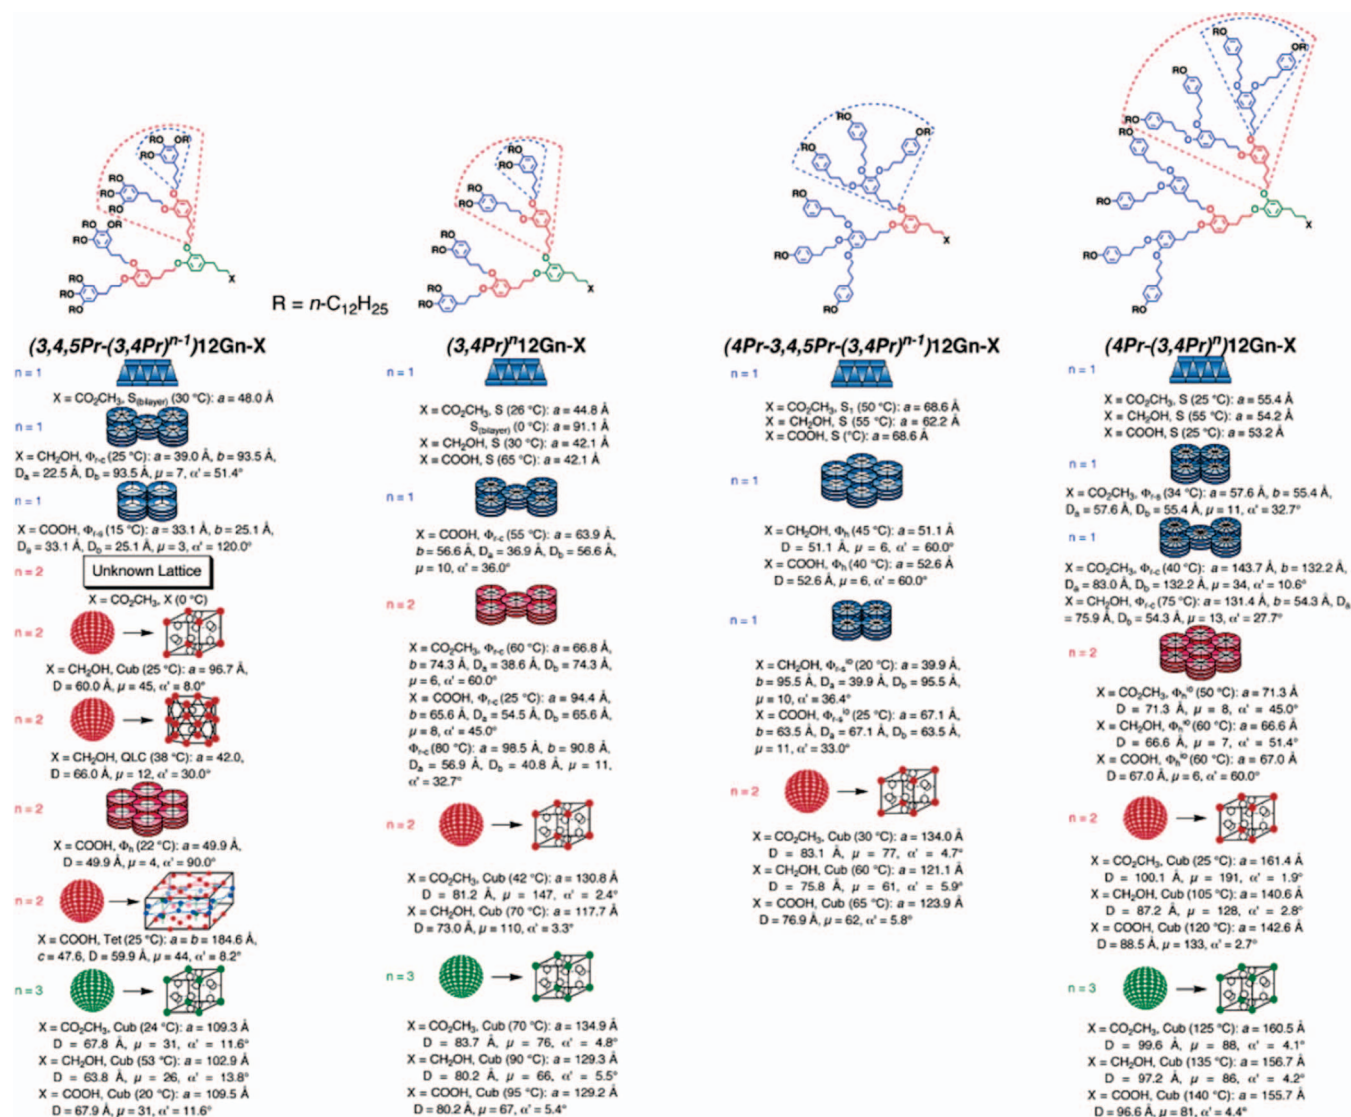 R = n-C12H25
(3,4,5Pr-(3,4Pr)^n-1)12Gn-X
n = 1
X = CO2CH3, S(bilayer) (30 °C): a = 48.0 Å
n = 1
X = CH2OH, Φr-c (25 °C): a = 39.0 Å, b = 93.5 Å,
Da = 22.5 Å, Db = 93.5 Å, μ = 7, α' = 51.4°
n = 1
X = COOH, Φr-s (15 °C): a = 33.1 Å, b = 25.1 Å,
Da = 33.1 Å, Db = 25.1 Å, μ = 3, α' = 120.0°
n = 2
Unknown Lattice
X = CO2CH3, X (0 °C)
n = 2
X = CH2OH, Cub (25 °C): a = 96.7 Å
D = 60.0 Å, μ = 45, α' = 8.0°
n = 2
X = CH2OH, QLC (38 °C): a = 42.0,
D = 66.0 Å, μ = 12, α' = 30.0°
n = 2
X = COOH, Φh (22 °C): a = 49.9 Å
D = 49.9 Å, μ = 4, α' = 90.0°
n = 2
X = COOH, Tet (25 °C): a = b = 184.6 Å,
c = 47.6, D = 59.9 Å, μ = 44, α' = 8.2°
n = 3
X = CO2CH3, Cub (24 °C): a = 109.3 Å
D = 67.8 Å, μ = 31, α' = 11.6°
X = CH2OH, Cub (53 °C): a = 102.9 Å
D = 63.8 Å, μ = 26, α' = 13.8°
X = COOH, Cub (20 °C): a = 109.5 Å
D = 67.9 Å, μ = 31, α' = 11.6°
(3,4Pr)^n12Gn-X
n = 1
X = CO2CH3, S (26 °C): a = 44.8 Å
S(bilayer) (0 °C): a = 91.1 Å
X = CH2OH, S (30 °C): a = 42.1 Å
X = COOH, S (65 °C): a = 42.1 Å
n = 1
X = COOH, Φr-c (55 °C): a = 63.9 Å,
b = 56.6 Å, Da = 36.9 Å, Db = 56.6 Å,
μ = 10, α' = 36.0°
n = 2
X = CO2CH3, Φr-c (60 °C): a = 66.8 Å,
b = 74.3 Å, Da = 38.6 Å, Db = 74.3 Å,
μ = 6, α' = 60.0°
X = COOH, Φr-c (25 °C): a = 94.4 Å,
b = 65.6 Å, Da = 54.5 Å, Db = 65.6 Å,
μ = 8, α' = 45.0°
Φr-c (80 °C): a = 98.5 Å, b = 90.8 Å,
Da = 56.9 Å, Db = 40.8 Å, μ = 11,
α' = 32.7°
n = 2
X = CO2CH3, Cub (42 °C): a = 130.8 Å
D = 81.2 Å, μ = 147, α' = 2.4°
X = CH2OH, Cub (70 °C): a = 117.7 Å
D = 73.0 Å, μ = 110, α' = 3.3°
n = 3
X = CO2CH3, Cub (70 °C): a = 134.9 Å
D = 83.7 Å, μ = 76, α' = 4.8°
X = CH2OH, Cub (90 °C): a = 129.3 Å
D = 80.2 Å, μ = 66, α' = 5.5°
X = COOH, Cub (95 °C): a = 129.2 Å
D = 80.2 Å, μ = 67, α' = 5.4°
(4Pr-3,4,5Pr-(3,4Pr)^n-1)12Gn-X
n = 1
X = CO2CH3, S1 (50 °C): a = 68.6 Å
X = CH2OH, S (55 °C): a = 62.2 Å
X = COOH, S (°C): a = 68.6 Å
n = 1
X = CH2OH, Φh (45 °C): a = 51.1 Å
D = 51.1 Å, μ = 6, α' = 60.0°
X = COOH, Φh (40 °C): a = 52.6 Å
D = 52.6 Å, μ = 6, α' = 60.0°
n = 1
X = CH2OH, Φr-s^io (20 °C): a = 39.9 Å,
b = 95.5 Å, Da = 39.9 Å, Db = 95.5 Å,
μ = 10, α' = 36.4°
X = COOH, Φr-s^io (25 °C): a = 67.1 Å,
b = 63.5 Å, Da = 67.1 Å, Db = 63.5 Å,
μ = 11, α' = 33.0°
n = 2
X = CO2CH3, Cub (30 °C): a = 134.0 Å
D = 83.1 Å, μ = 77, α' = 4.7°
X = CH2OH, Cub (60 °C): a = 121.1 Å
D = 75.8 Å, μ = 61, α' = 5.9°
X = COOH, Cub (65 °C): a = 123.9 Å
D = 76.9 Å, μ = 62, α' = 5.8°
(4Pr-(3,4Pr)^n)12Gn-X
n = 1
X = CO2CH3, S (25 °C): a = 55.4 Å
X = CH2OH, S (55 °C): a = 54.2 Å
X = COOH, S (25 °C): a = 53.2 Å
n = 1
X = CO2CH3, Φr-s (34 °C): a = 57.6 Å, b = 55.4 Å,
Da = 57.6 Å, Db = 55.4 Å, μ = 11, α' = 32.7°
n = 1
X = CO2CH3, Φr-c (40 °C): a = 143.7 Å, b = 132.2 Å,
Da = 83.0 Å, Db = 132.2 Å, μ = 34, α' = 10.6°
X = CH2OH, Φr-c (75 °C): a = 131.4 Å, b = 54.3 Å, Da
= 75.9 Å, Db = 54.3 Å, μ = 13, α' = 27.7°
n = 2
X = CO2CH3, Φh^io (50 °C): a = 71.3 Å
D = 71.3 Å, μ = 8, α' = 45.0°
X = CH2OH, Φh^io (60 °C): a = 66.6 Å
D = 66.6 Å, μ = 7, α' = 51.4°
X = COOH, Φh^io (60 °C): a = 67.0 Å
D = 67.0 Å, μ = 6, α' = 60.0°
n = 2
X = CO2CH3, Cub (25 °C): a = 161.4 Å
D = 100.1 Å, μ = 191, α' = 1.9°
X = CH2OH, Cub (105 °C): a = 140.6 Å
D = 87.2 Å, μ = 128, α' = 2.8°
X = COOH, Cub (120 °C): a = 142.6 Å
D = 88.5 Å, μ = 133, α' = 2.7°
n = 3
X = CO2CH3, Cub (125 °C): a = 160.5 Å
D = 99.6 Å, μ = 88, α' = 4.1°
X = CH2OH, Cub (135 °C): a = 156.7 Å
D = 97.2 Å, μ = 86, α' = 4.2°
X = COOH, Cub (140 °C): a = 155.7 Å
D = 96.6 Å, μ = 81, α' = 4.4°